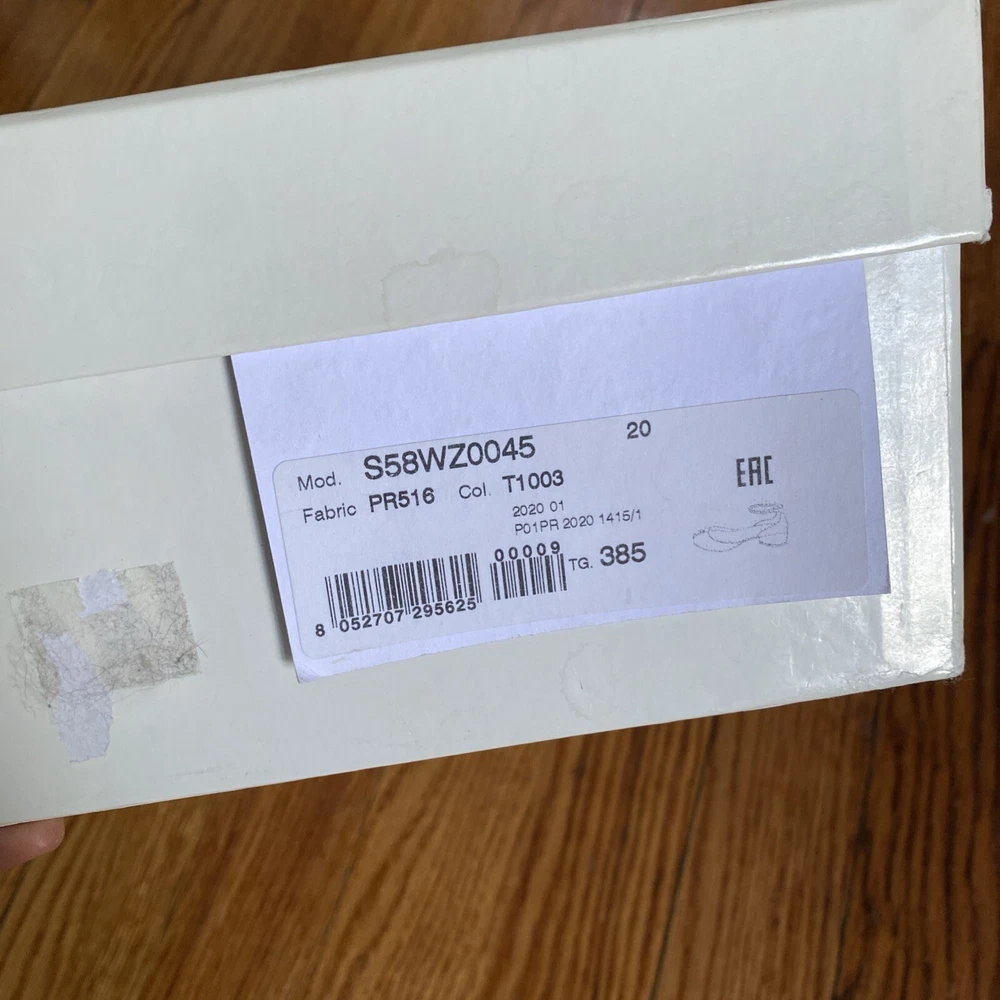 20
Mod. S58WZ0045
Fabric PR516 Col. T1003
2020 01
P01PR 2020 1415/1
EAC
00009
TG. 385
8 052707 295625